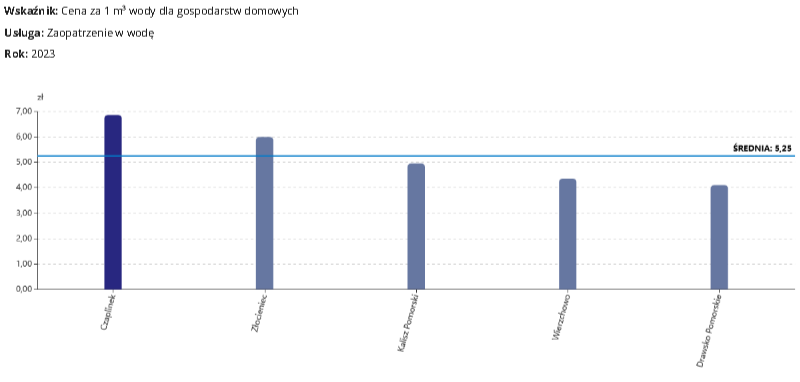 Wskaźnik: Cena za 1 m³ wody dla gospodarstw domowych
Usługa: Zaopatrzenie w wodę
Rok: 2023
zł
7,00
6,00
5,00
4,00
3,00
2,00
1,00
0,00
ŚREDNIA: 5,25
Czaplinek
Złocieniec
Kalisz Pomorski
Wierzchowo
Drawsko Pomorskie